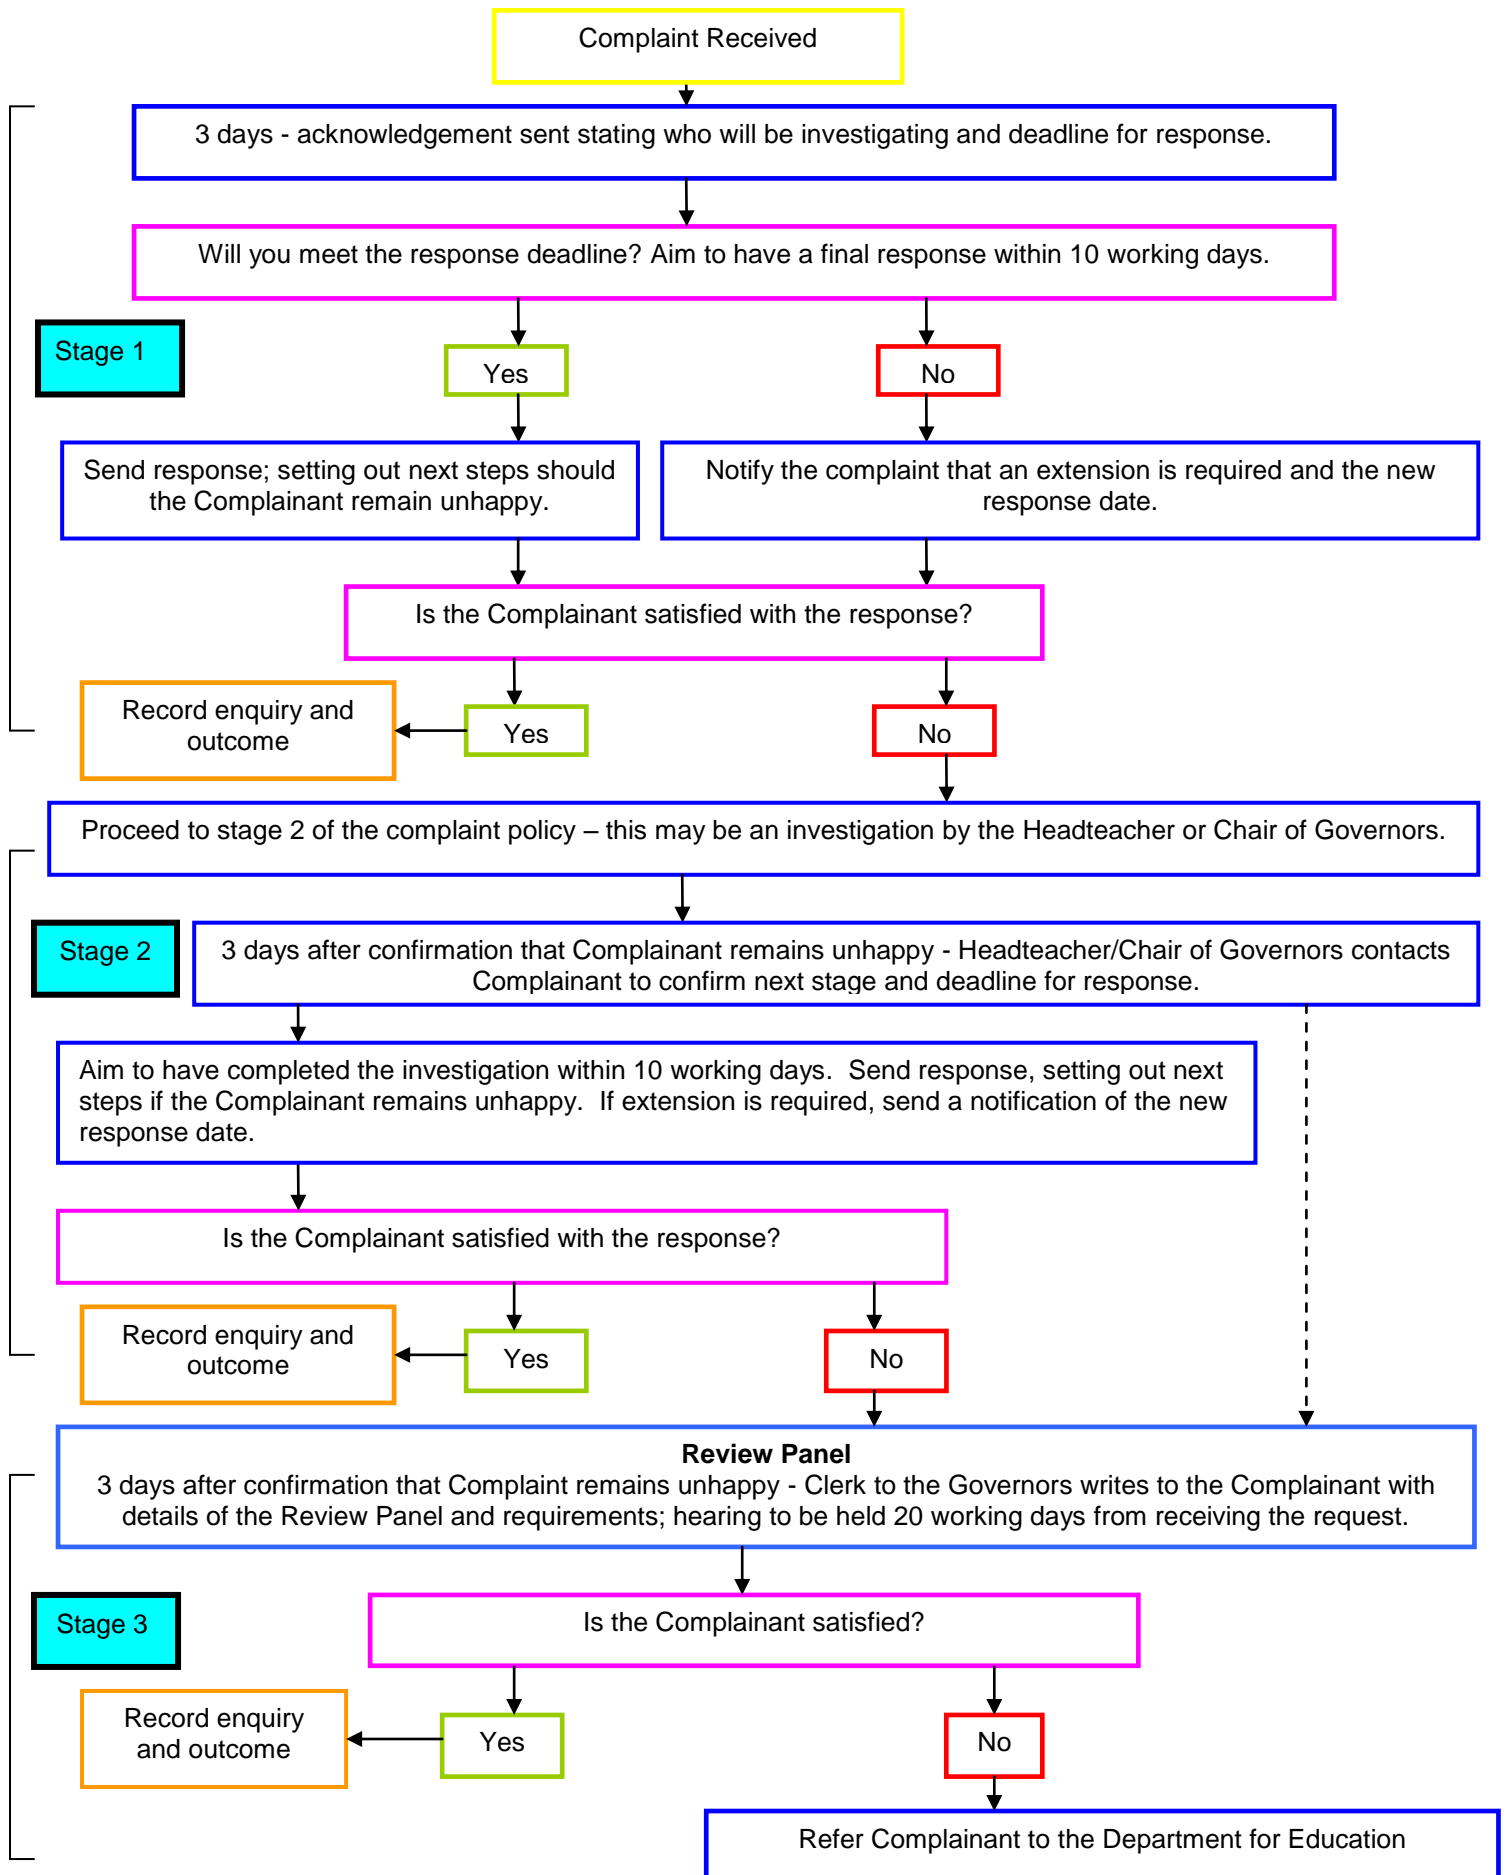 Complaint Received
3 days - acknowledgement sent stating who will be investigating and deadline for response.
Will you meet the response deadline? Aim to have a final response within 10 working days.
Stage 1
Yes
No
Send response; setting out next steps should
the Complainant remain unhappy.
Notify the complaint that an extension is required and the new
response date.
Is the Complainant satisfied with the response?
Record enquiry and
outcome
Yes
No
Proceed to stage 2 of the complaint policy – this may be an investigation by the Headteacher or Chair of Governors.
Stage 2
3 days after confirmation that Complainant remains unhappy - Headteacher/Chair of Governors contacts
Complainant to confirm next stage and deadline for response.
Aim to have completed the investigation within 10 working days.  Send response, setting out next
steps if the Complainant remains unhappy.  If extension is required, send a notification of the new
response date.
Is the Complainant satisfied with the response?
Record enquiry and
outcome
Yes
No
Review Panel
3 days after confirmation that Complaint remains unhappy - Clerk to the Governors writes to the Complainant with
details of the Review Panel and requirements; hearing to be held 20 working days from receiving the request.
Stage 3
Is the Complainant satisfied?
Record enquiry
and outcome
Yes
No
Refer Complainant to the Department for Education